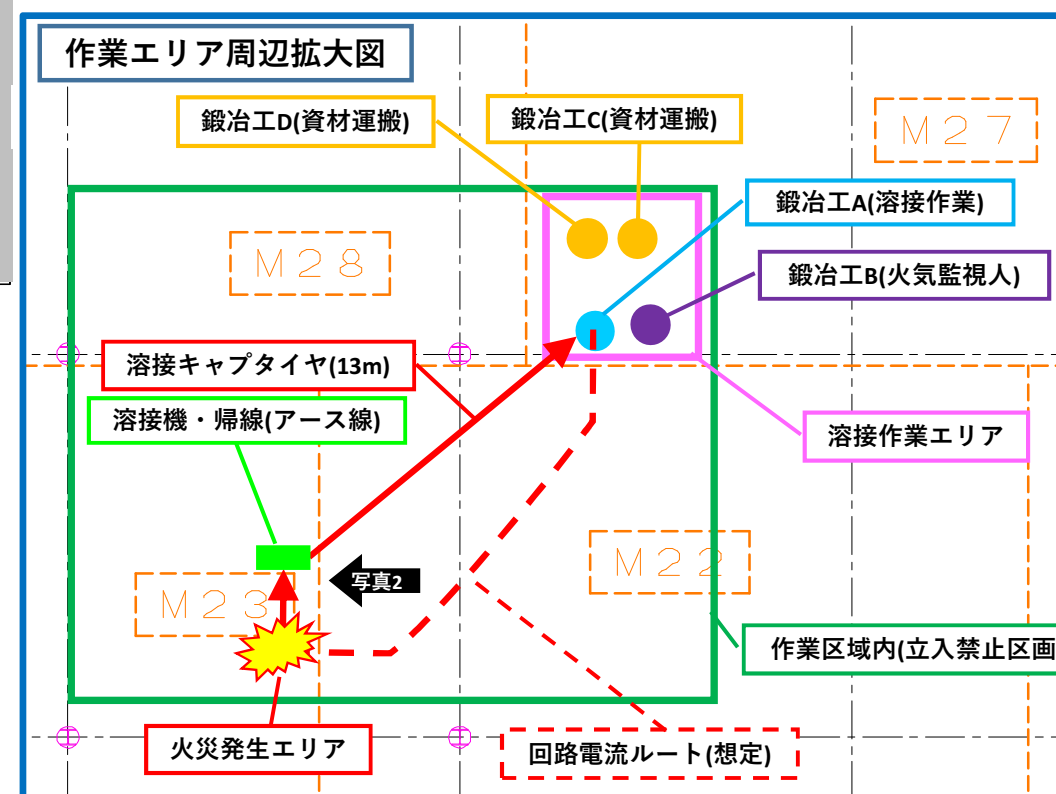 作業エリア周辺拡大図
鍛冶工D(資材運搬)
鍛冶工C(資材運搬)
M27
鍛冶工A(溶接作業)
M28
鍛冶工B(火気監視人)
溶接キャプタイヤ(13m)
溶接機・帰線(アース線)
溶接作業エリア
M22
写真2
M23
作業区域内(立入禁止区画
火災発生エリア
回路電流ルート(想定)